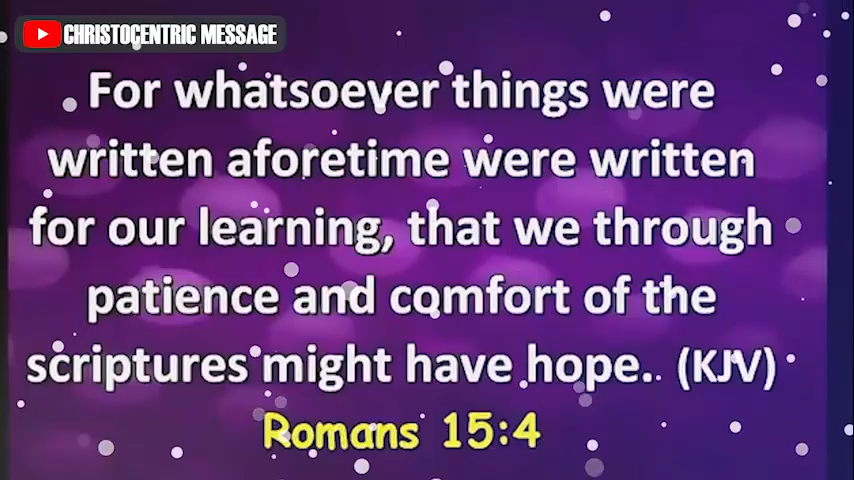 CHRISTOCENTRIC MESSAGE
For whatsoever things were
written aforetime were written
for our learning, that we through
patience and comfort of the
scriptures might have hope.. (KJV)
Romans 15:4